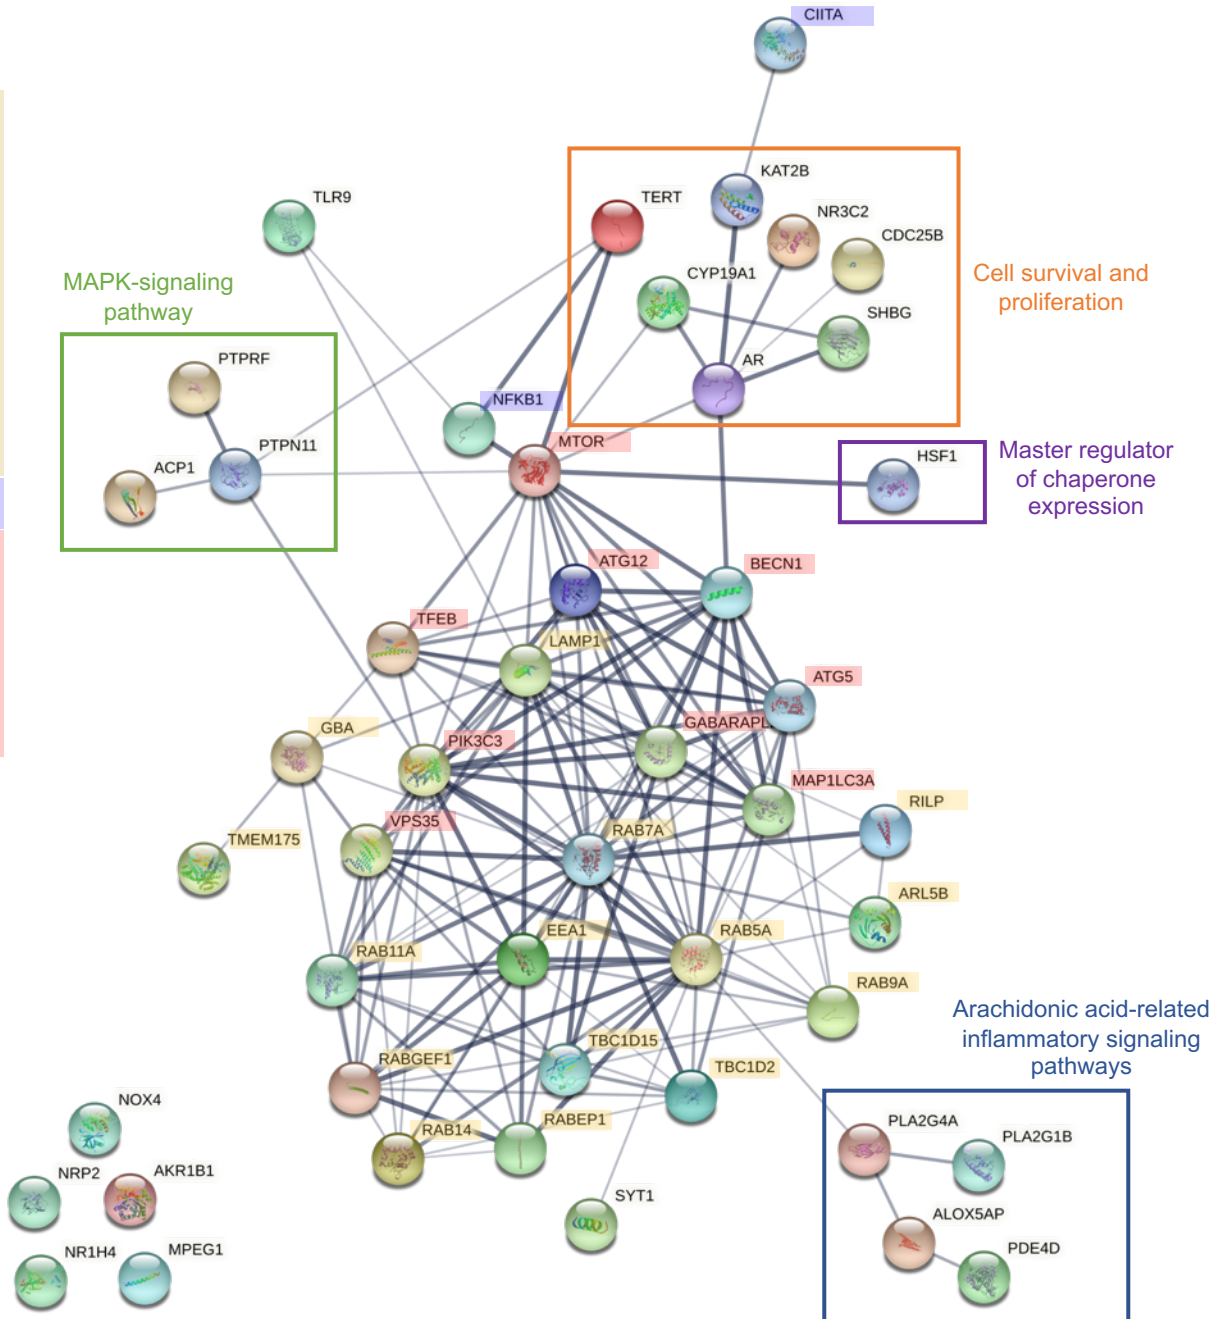 CIITA
KAT2B
TLR9
TERT
NR3C2
CDC25B
CYP19A1
Cell survival and
proliferation
MAPK-signaling
pathway
SHBG
PTPRF
AR
NFKB1
MTOR
PTPN11
HSF1
Master regulator
of chaperone
expression
ACP1
ATG12
BECN1
TFEB
LAMP1
ATG5
GBA
GABARAPL
PIK3C3
MAP1LC3A
RILP
VPS35
RAB7A
TMEM175
ARL5B
EEA1
RAB5A
RAB11A
RAB9A
Arachidonic acid-related
inflammatory signaling
pathways
TBC1D15
RABGEF1
TBC1D2
NOX4
RAB14
RABEP1
PLA2G4A
PLA2G1B
NRP2
AKR1B1
SYT1
ALOX5AP
NR1H4
MPEG1
PDE4D